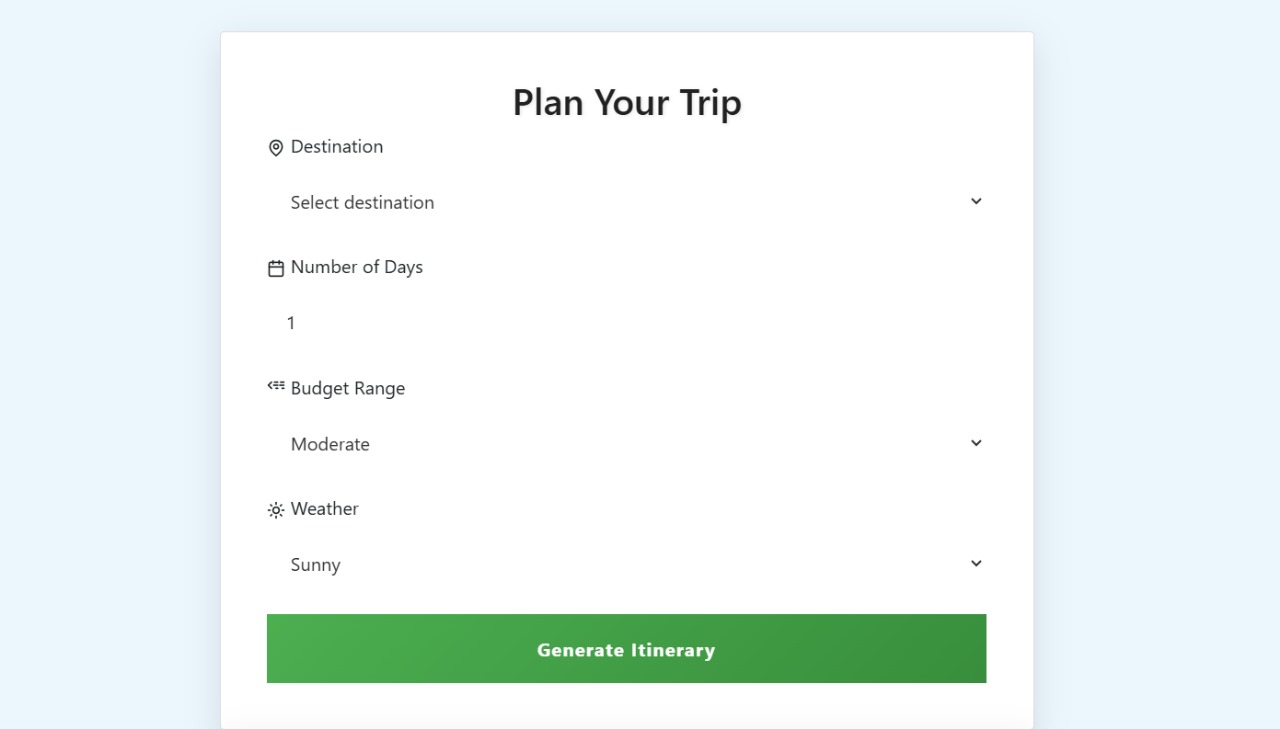 Plan Your Trip
Destination
Select destination
Number of Days
1
Budget Range
Moderate
Weather
Sunny
Generate Itinerary